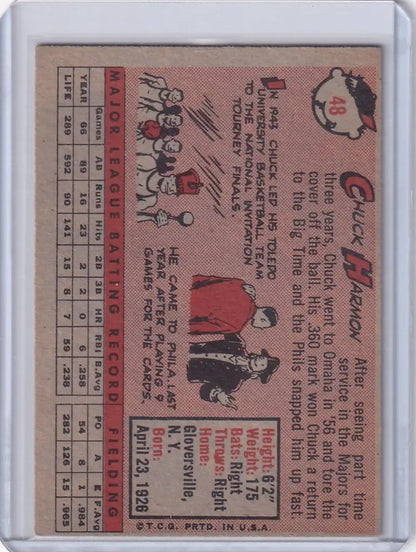 48
CHUCK HARMON
After seeing part time
service in the Majors for
three years, Chuck went to Omaha in '56 and tore the
cover off the ball. His .360 mark won Chuck a return
to the Big Time and the Phils snapped him up fast.
IN 1943 CHUCK LED HIS TOLEDO
UNIVERSITY BASKETBALL TEAM
TO THE NATIONAL INVITATION
TOURNEY FINALS.
HE CAME TO PHILA. LAST
YEAR AFTER PLAYING 9
GAMES FOR THE CARDS.
Height: 6'2"
Weight: 175
Bats: Right
Throws: Right
Home:
Gloversville,
N. Y.
Born:
April 23, 1926
MAJOR LEAGUE BATTING RECORD FIELDING
Games AB Runs Hits 2B 3B HR RBI B.Avg PO A E F.Avg
YEAR 66 89 16 23 2 2 0 6 .258 54 8 1 .984
LIFE 289 592 90 141 15 8 7 59 .238 282 126 15 .965
© T.C.G. PRTD. IN U.S.A.